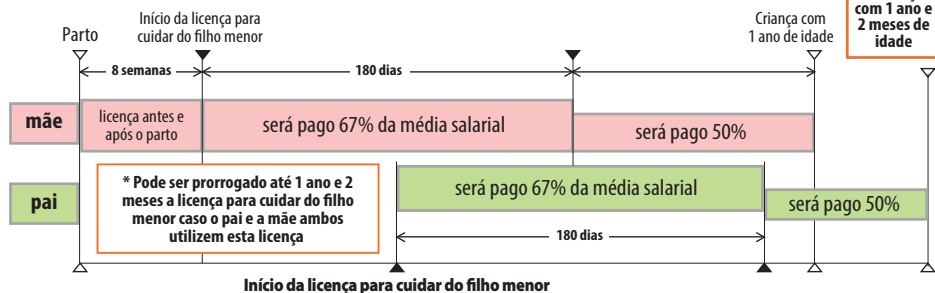 com 1 ano e
2 meses de
idade
Início da licença para
cuidar do filho menor
Criança com
1 ano de idade
Parto
8 semanas
180 dias
mãe
licença antes e
após o parto
será pago 67% da média salarial
será pago 50%
pai
* Pode ser prorrogado até 1 ano e 2
meses a licença para cuidar do filho
menor caso o pai e a mãe ambos
utilizem esta licença
será pago 67% da média salarial
será pago 50%
180 dias
Início da licença para cuidar do filho menor